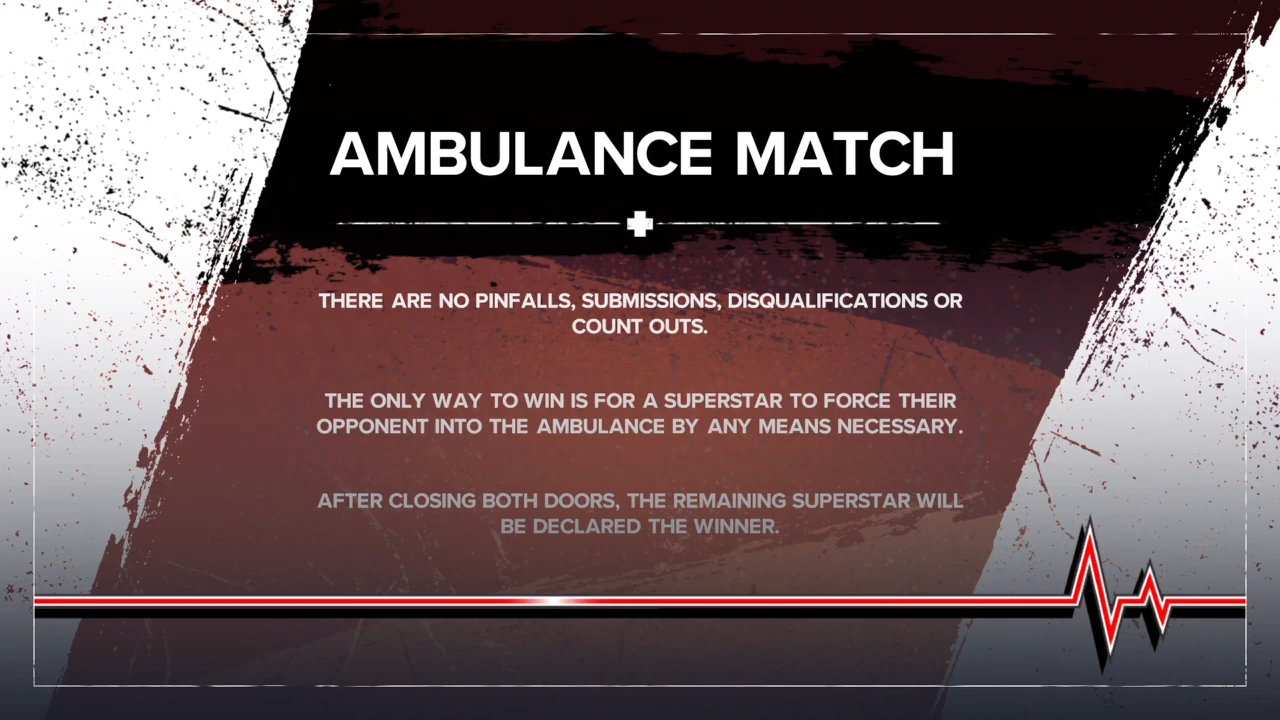 AMBULANCE MATCH
THERE ARE NO PINFALLS, SUBMISSIONS, DISQUALIFICATIONS OR
COUNT OUTS.
THE ONLY WAY TO WIN IS FOR A SUPERSTAR TO FORCE THEIR
OPPONENT INTO THE AMBULANCE BY ANY MEANS NECESSARY.
AFTER CLOSING BOTH DOORS, THE REMAINING SUPERSTAR WILL
BE DECLARED THE WINNER.